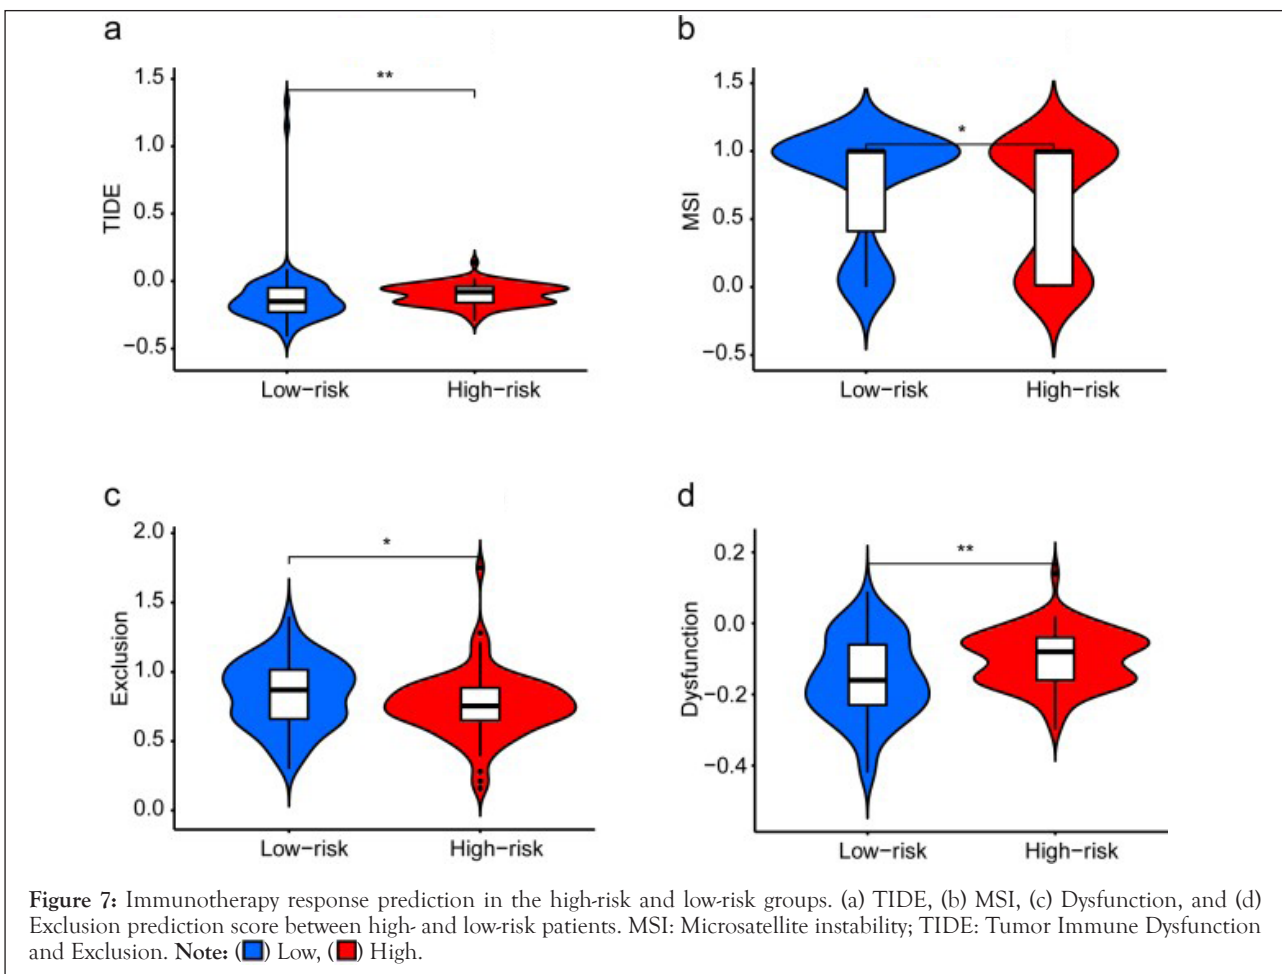 a
TIDE
1.5
1.0
0.5
0.0
−0.5
**
Low−risk High−risk
b
MSI
1.5
1.0
0.5
0.0
−0.5
*
Low−risk High−risk
c
Exclusion
2.0
1.5
1.0
0.5
0.0
*
Low−risk High−risk
d
Dysfunction
0.2
0.0
−0.2
−0.4
**
Low−risk High−risk
Figure 7: Immunotherapy response prediction in the high-risk and low-risk groups. (a) TIDE, (b) MSI, (c) Dysfunction, and (d)
Exclusion prediction score between high- and low-risk patients. MSI: Microsatellite instability; TIDE: Tumor Immune Dysfunction
and Exclusion. Note: ( ) Low, ( ) High.